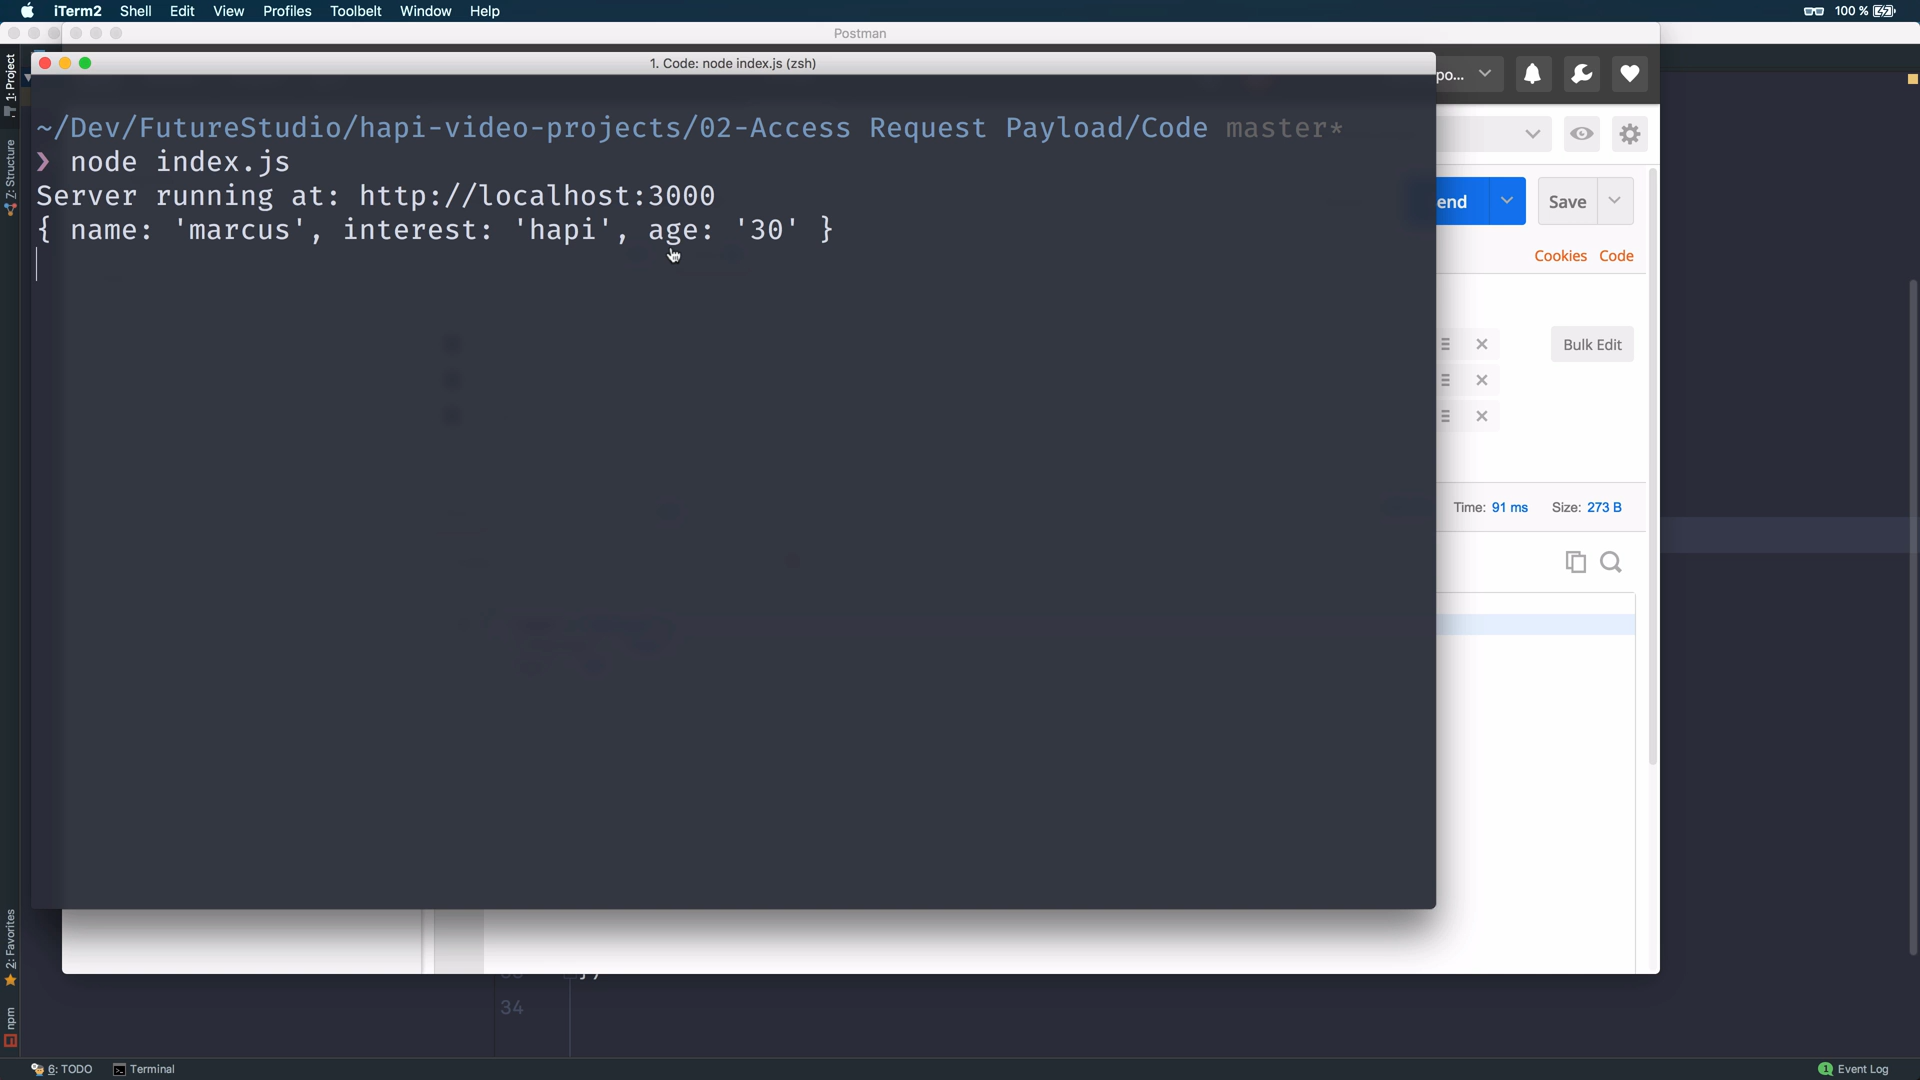 iTerm2 Shell Edit View Profiles Toolbelt Window Help 100 %
Postman
1. Code: node index.js (zsh)
po...
~/Dev/FutureStudio/hapi-video-projects/02-Access Request Payload/Code master*
❯ node index.js
Server running at: http://localhost:3000
{ name: 'marcus', interest: 'hapi', age: '30' }
end Save
Cookies Code
Bulk Edit
Time: 91 ms Size: 273 B
34
1: Project
7: Structure
2: Favorites
npm
6: TODO Terminal
1 Event Log